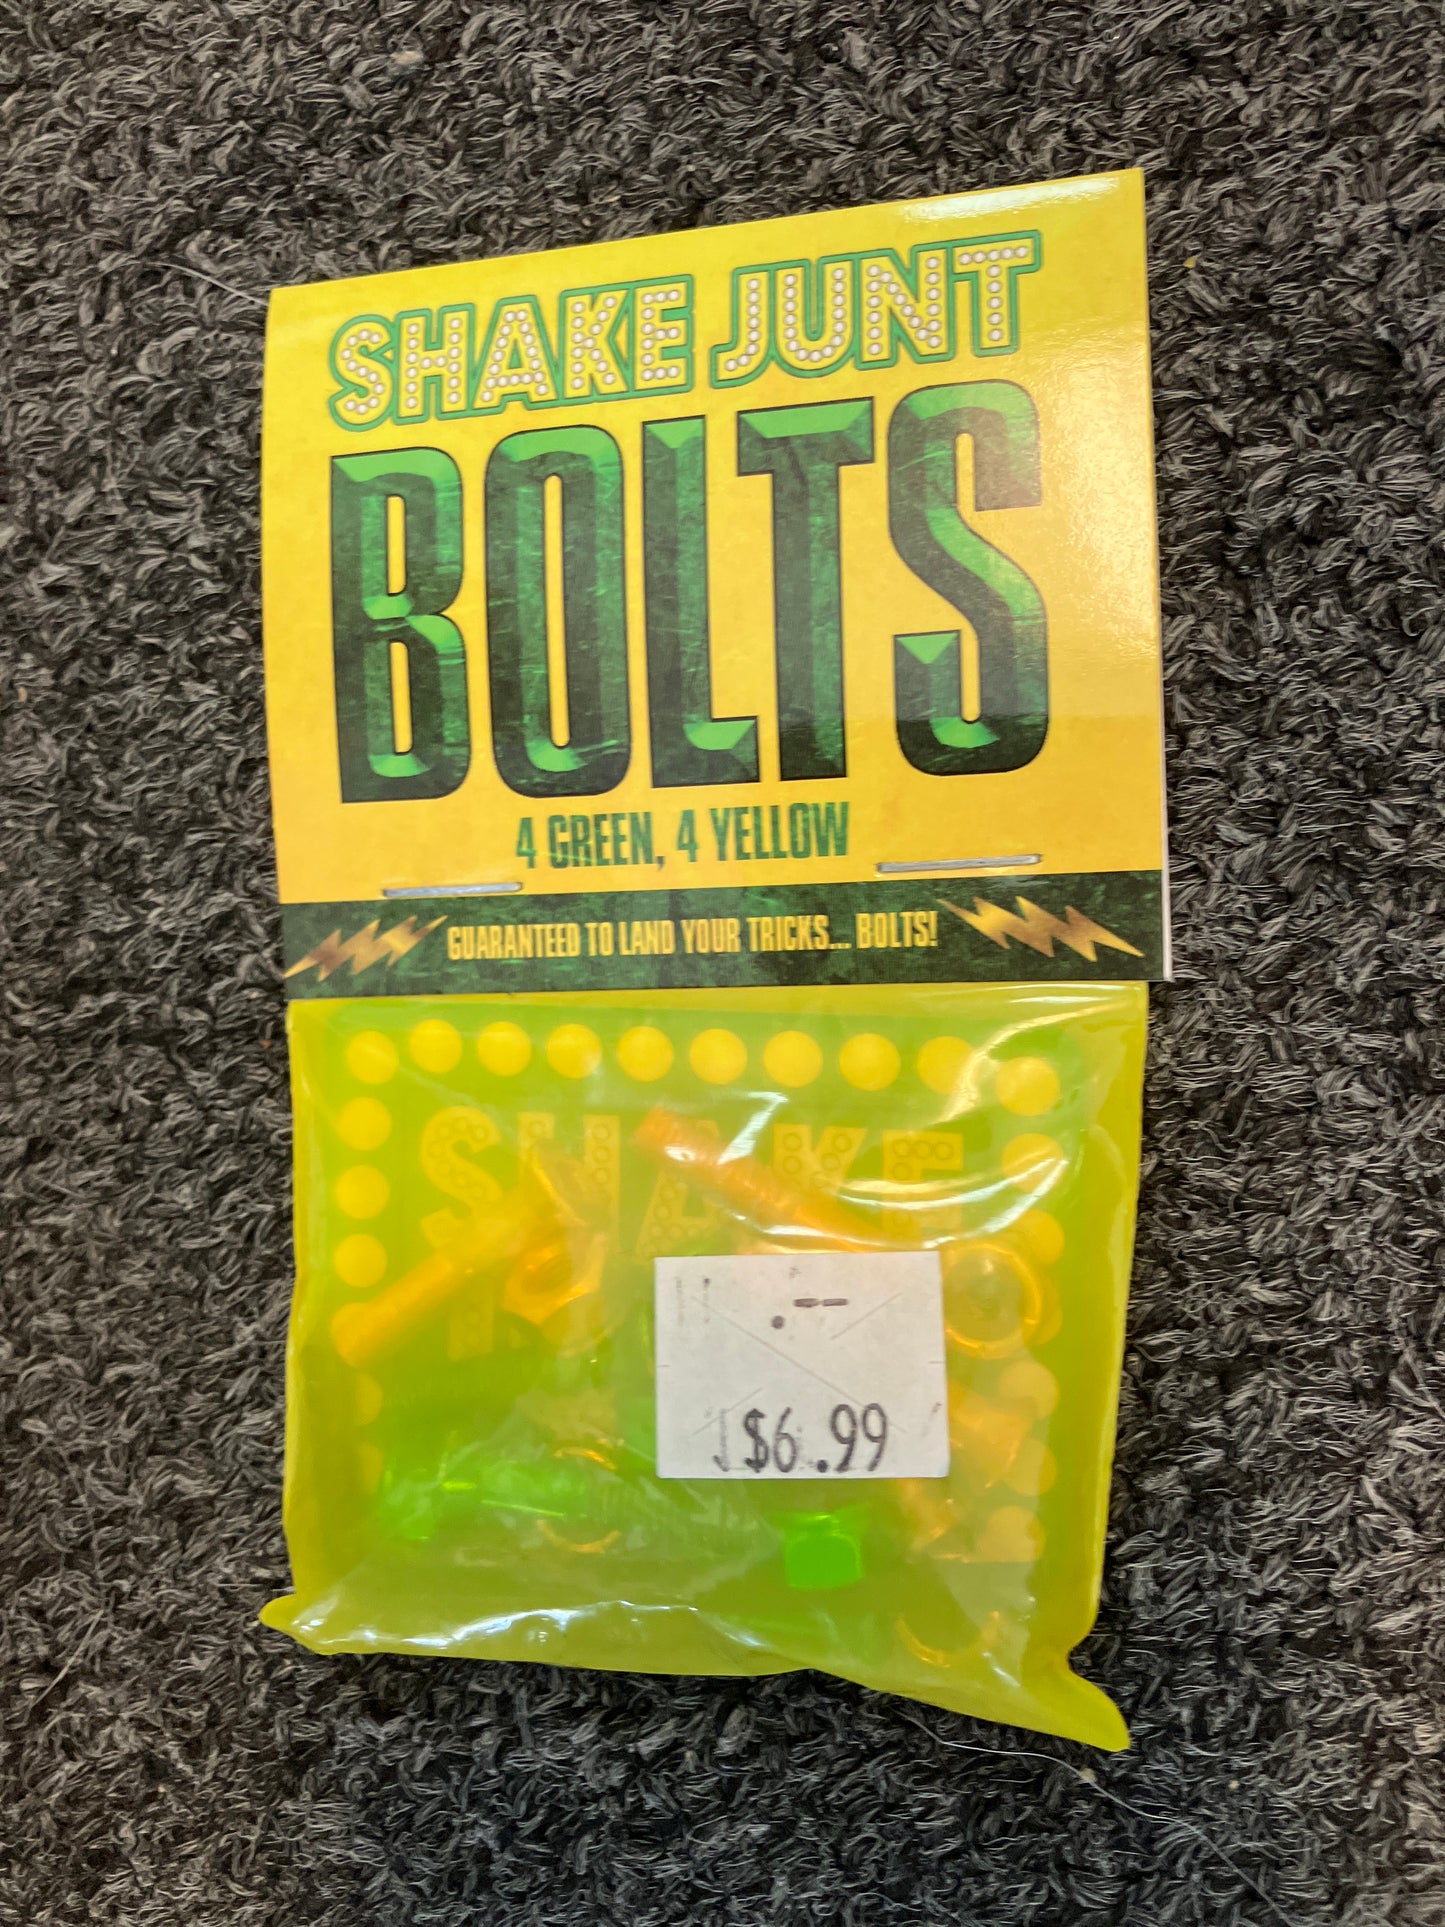 SHAKE JUNT
BOLTS
4 GREEN, 4 YELLOW
GUARANTEED TO LAND YOUR TRICKS... BOLTS!
SHAKE
$6.99